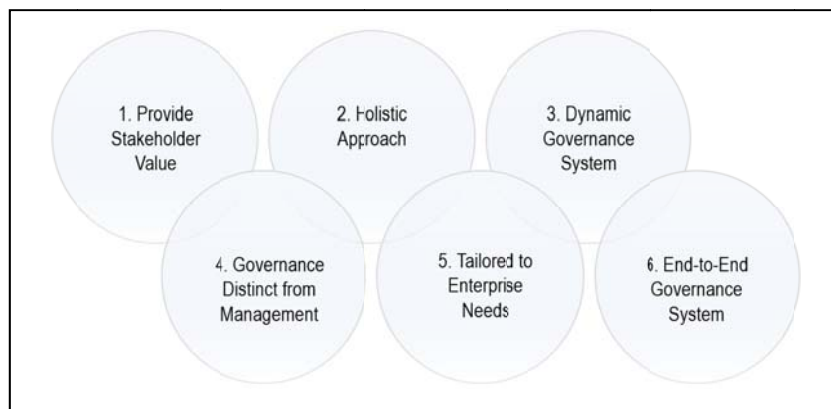 1. Provide
Stakeholder
Value
2. Holistic
Approach
3. Dynamic
Governance
System
4. Governance
Distinct from
Management
5. Tailored to
Enterprise
Needs
6. End-to-End
Governance
System